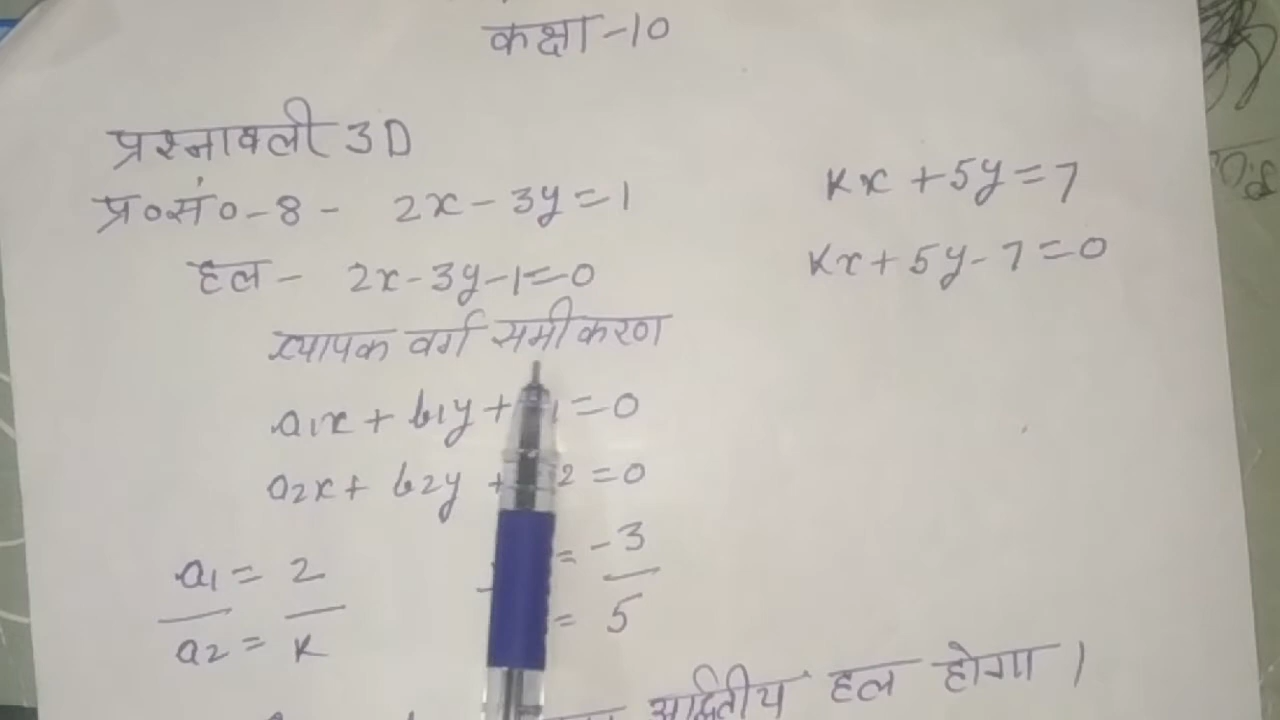 कक्षा-10
प्रश्नावली 3D
प्र०सं०-8- 2x-3y=1 Kx+5y=7
हल- 2x-3y-1=0 Kx+5y-7=0
व्यापक वर्ग समीकरण
a1x+b1y+ 1=0
a2x+b2y+ 2=0
a1 = 2 = -3
a2 = K = 5
अद्वितीय हल होगा।